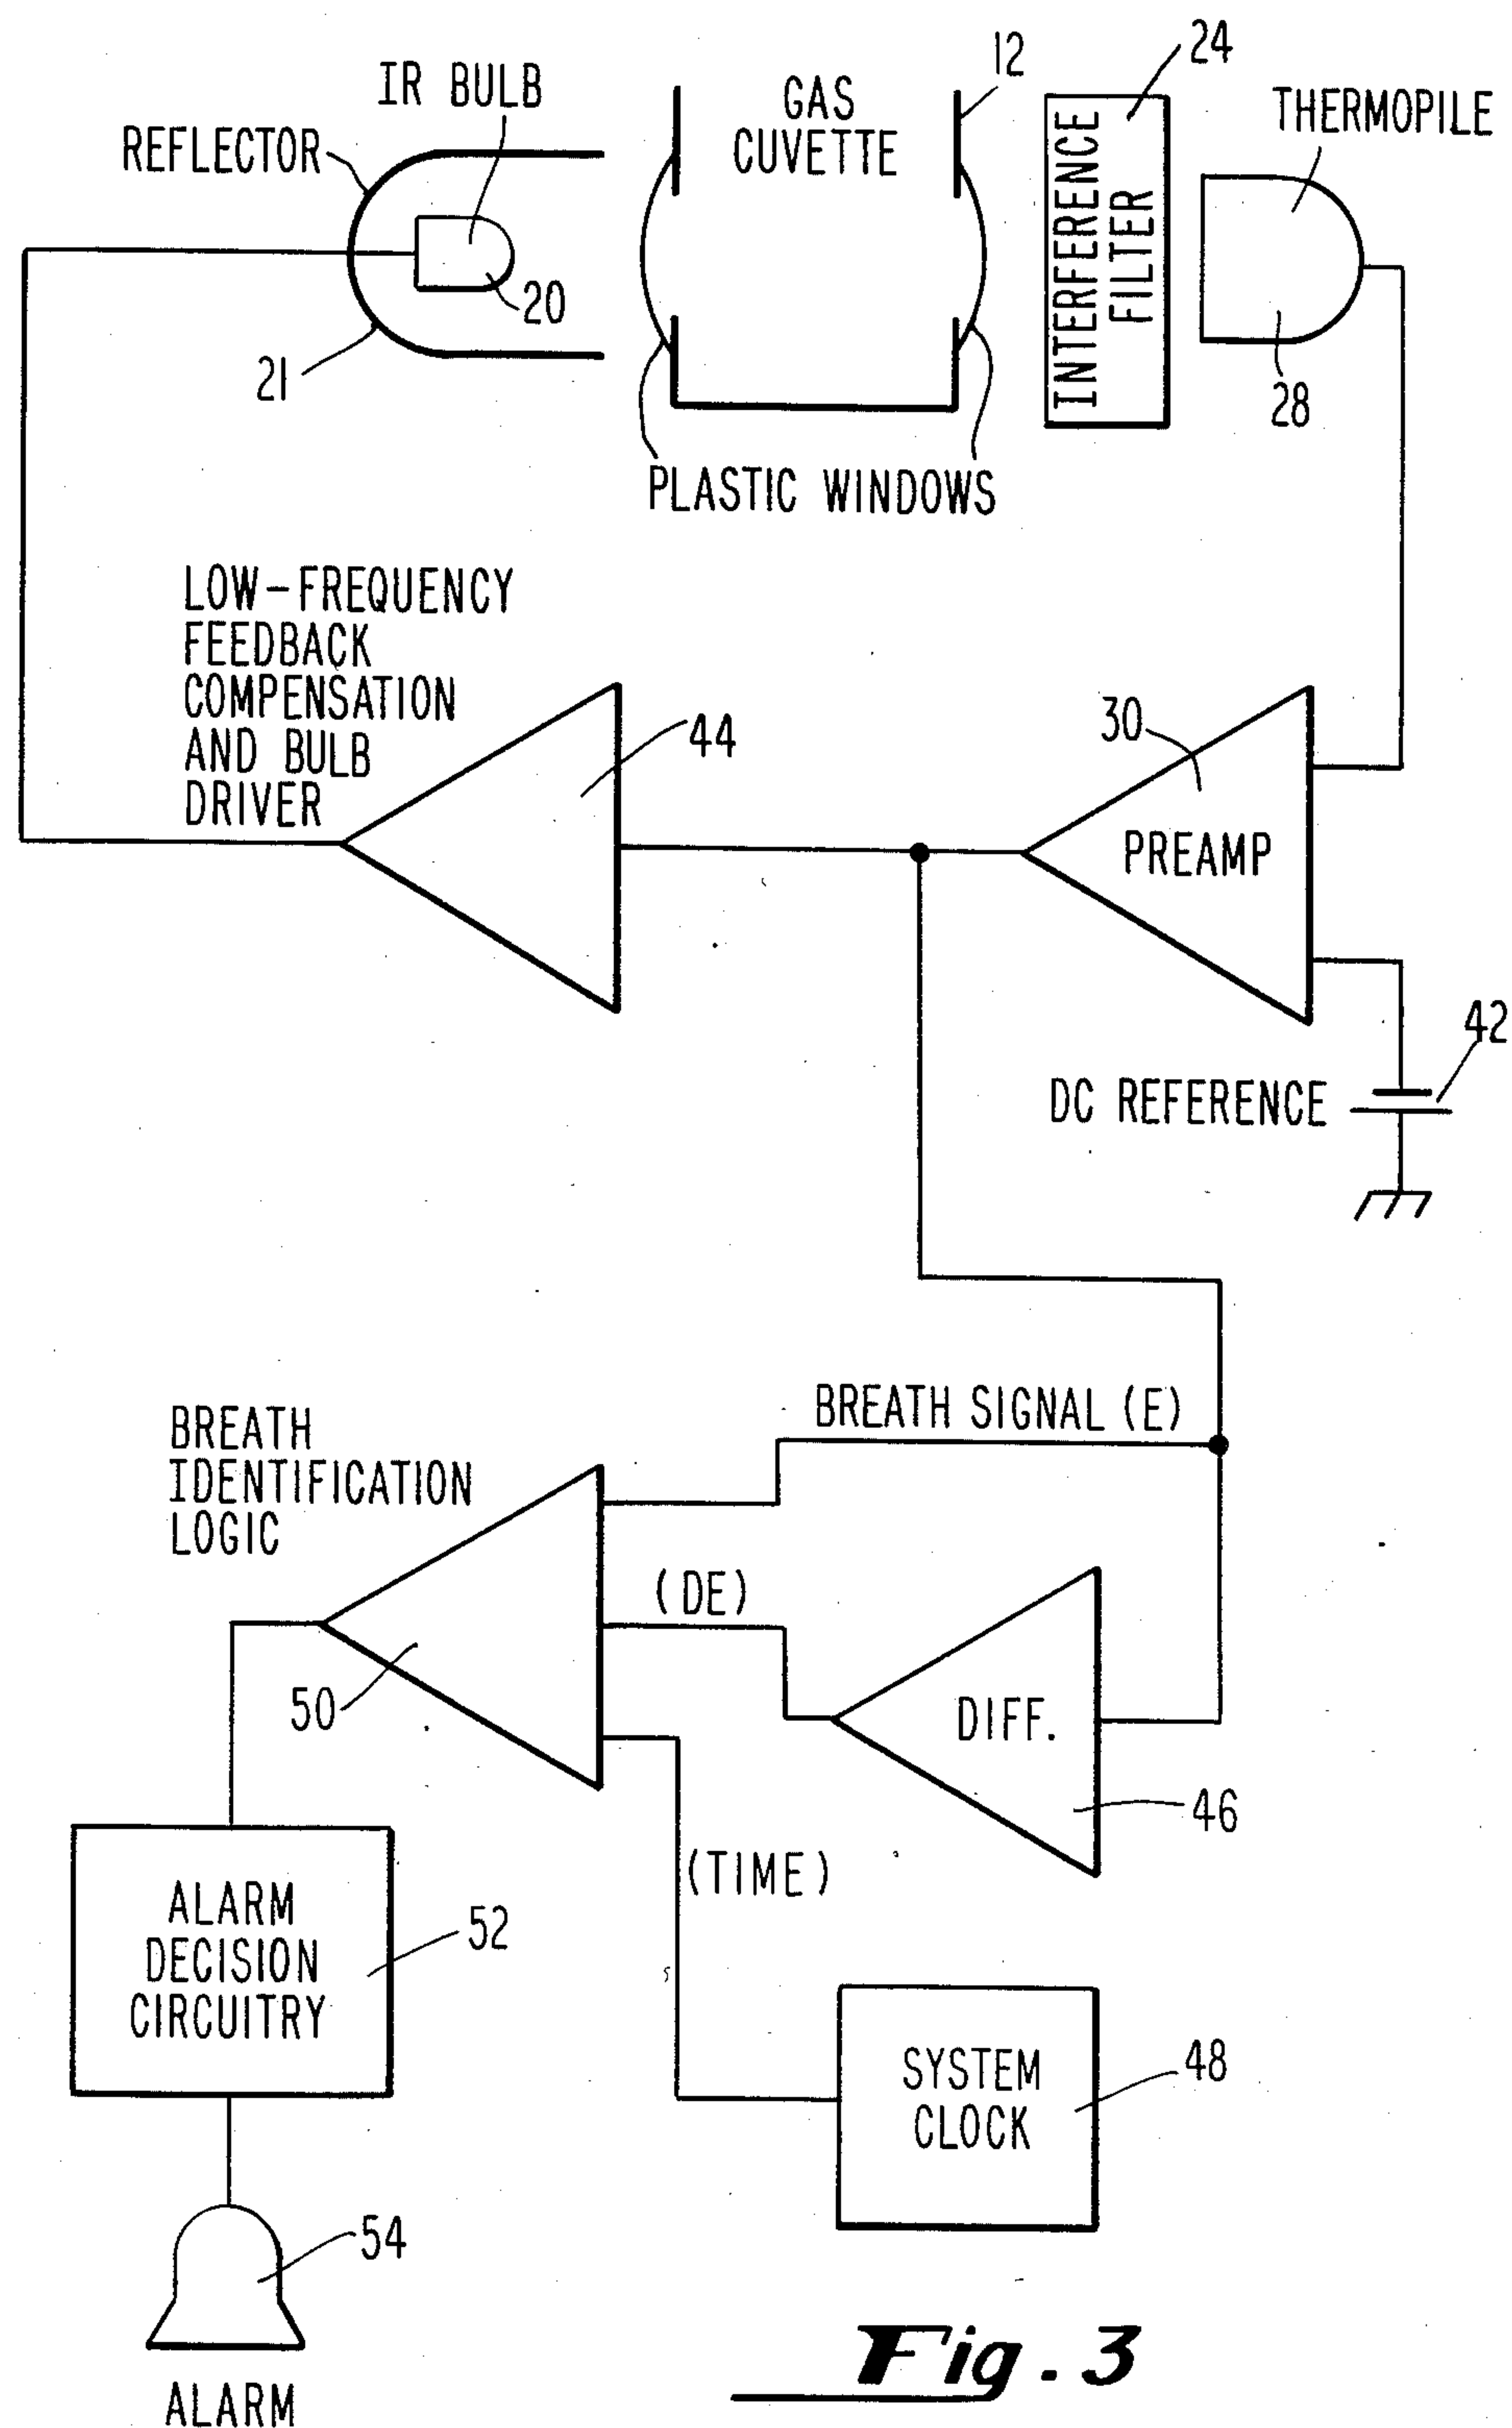 24
12
IR BULB
GAS
CUVETTE
THERMOPILE
REFLECTOR
INTERFERENCE
FILTER
20
21
28
PLASTIC WINDOWS
LOW-FREQUENCY
FEEDBACK
COMPENSATION
AND BULB
DRIVER
44
30
PREAMP
42
DC REFERENCE
BREATH SIGNAL (E)
BREATH
IDENTIFICATION
LOGIC
(DE)
50
DIFF.
46
(TIME)
ALARM
DECISION
CIRCUITRY
52
SYSTEM
CLOCK
48
54
ALARM
Fig. 3